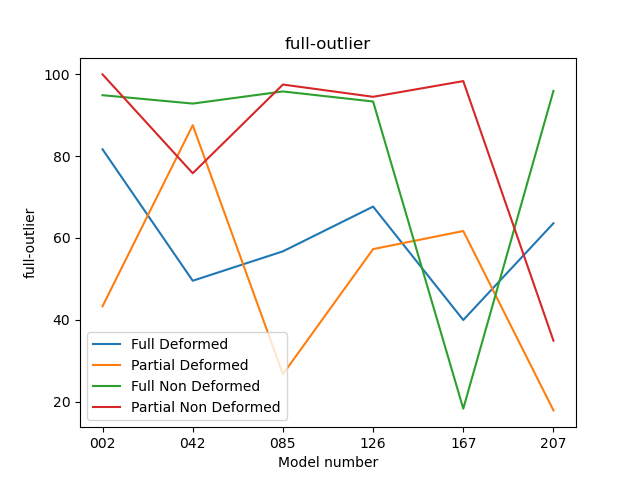 full-outlier
full-outlier
100
80
60
40
20
Full Deformed
Partial Deformed
Full Non Deformed
Partial Non Deformed
002 042 085 126 167 207
Model number